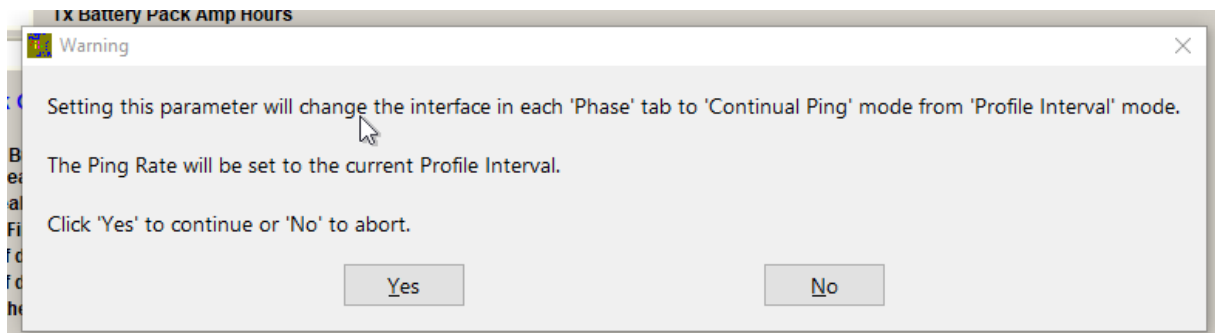 1x Battery Pack Amp Hours
Warning
Setting this parameter will change the interface in each 'Phase' tab to 'Continual Ping' mode from 'Profile Interval' mode.
The Ping Rate will be set to the current Profile Interval.
Click 'Yes' to continue or 'No' to abort.
Yes No